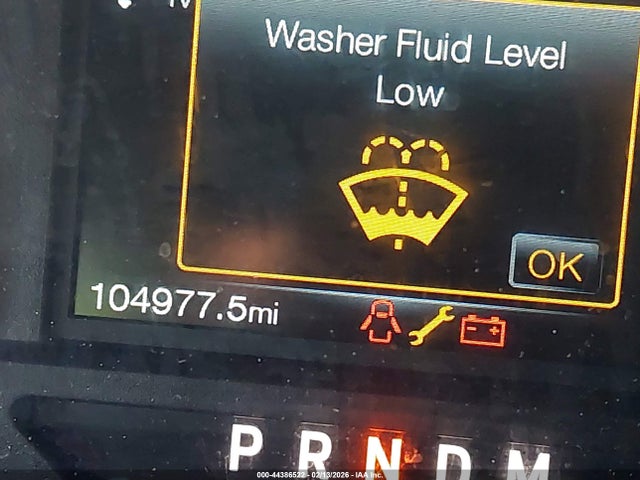 Washer Fluid Level
Low
OK
104977.5mi
P R N D M
000-44386522 - 02/13/2026 - IAA, Inc.